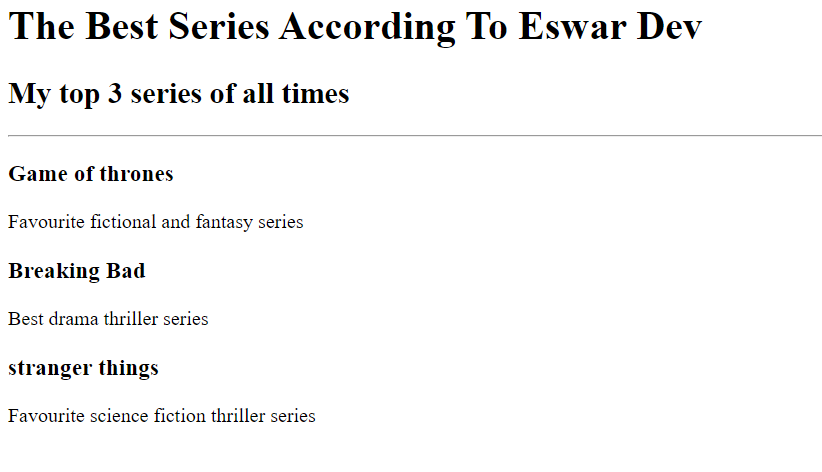 The Best Series According To Eswar Dev
My top 3 series of all times
Game of thrones
Favourite fictional and fantasy series
Breaking Bad
Best drama thriller series
stranger things
Favourite science fiction thriller series